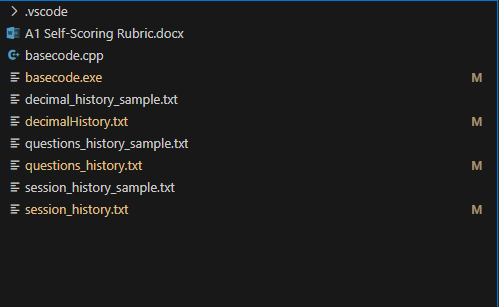 .vscode
A1 Self-Scoring Rubric.docx
basecode.cpp
basecode.exe M
decimal_history_sample.txt
decimalHistory.txt M
questions_history_sample.txt
questions_history.txt M
session_history_sample.txt
session_history.txt M